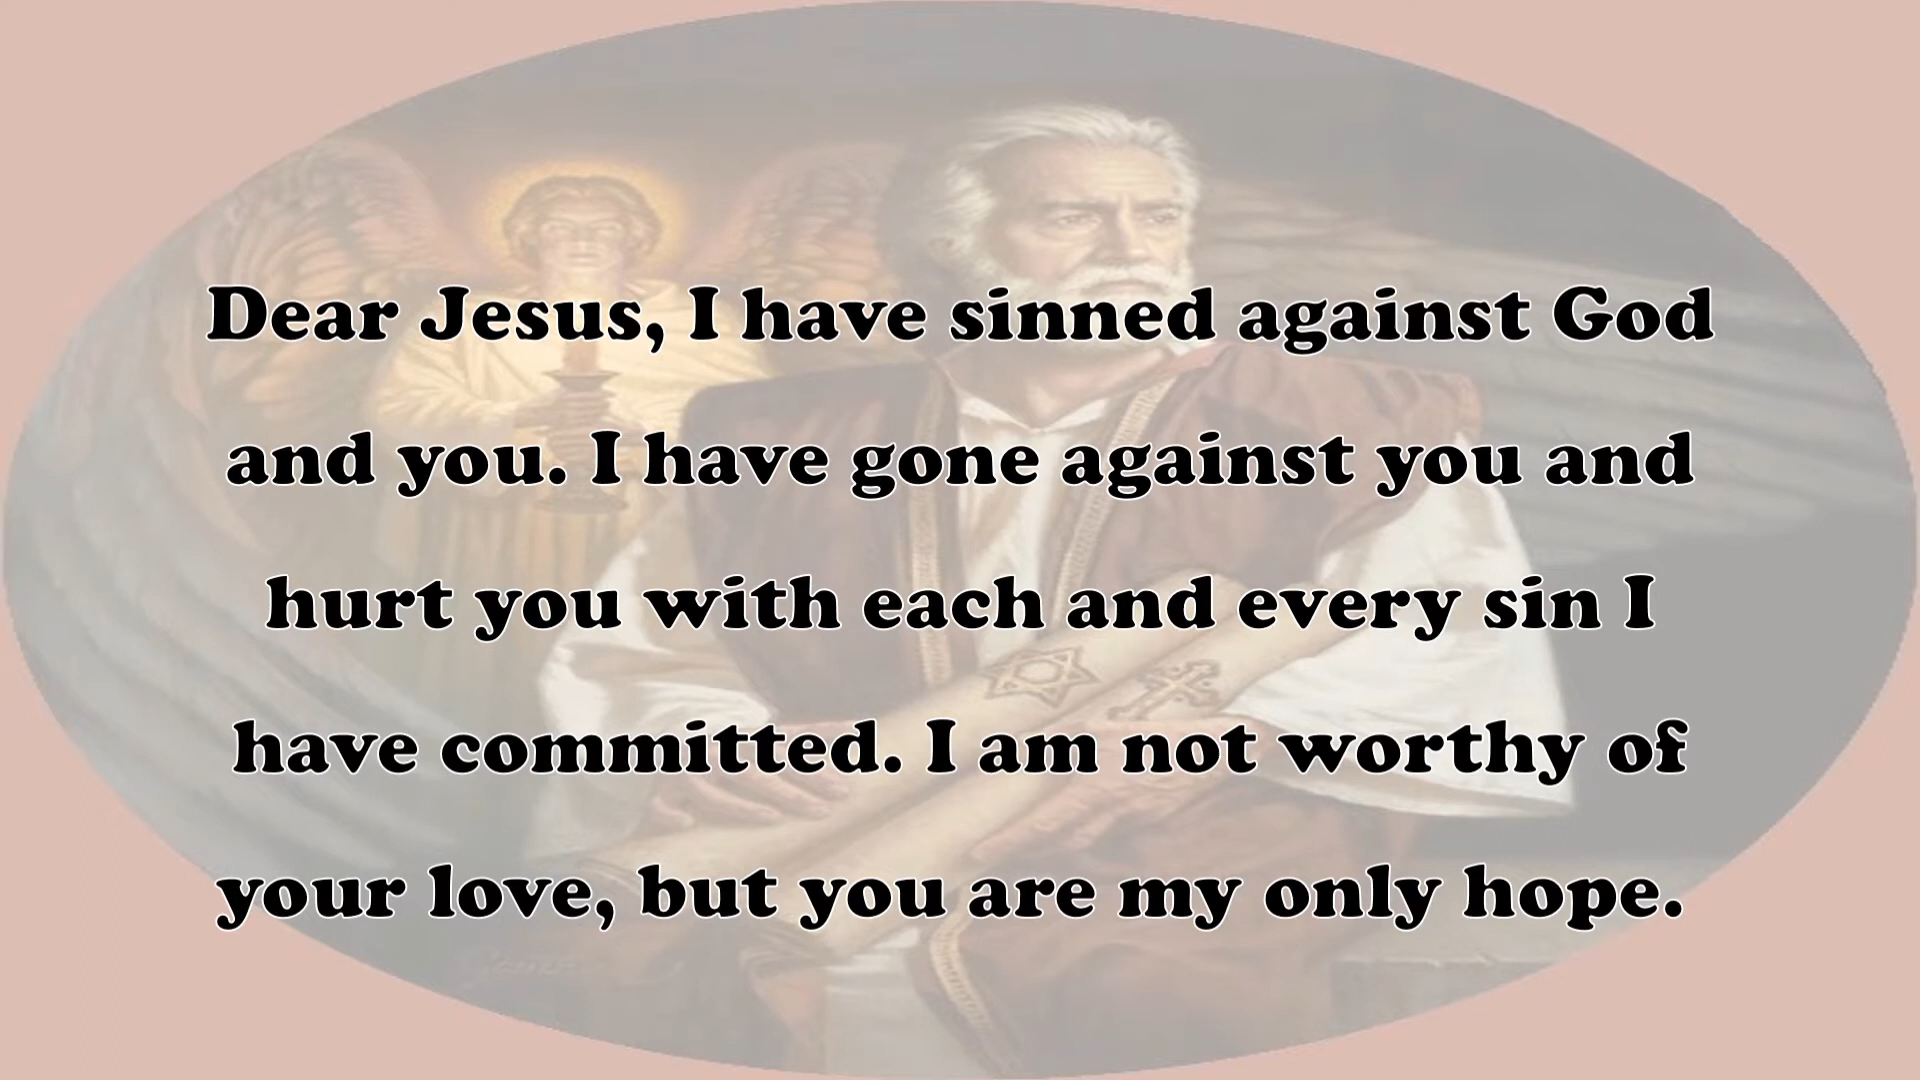 Dear Jesus, I have sinned against God
and you. I have gone against you and
hurt you with each and every sin I
have committed. I am not worthy of
your love, but you are my only hope.